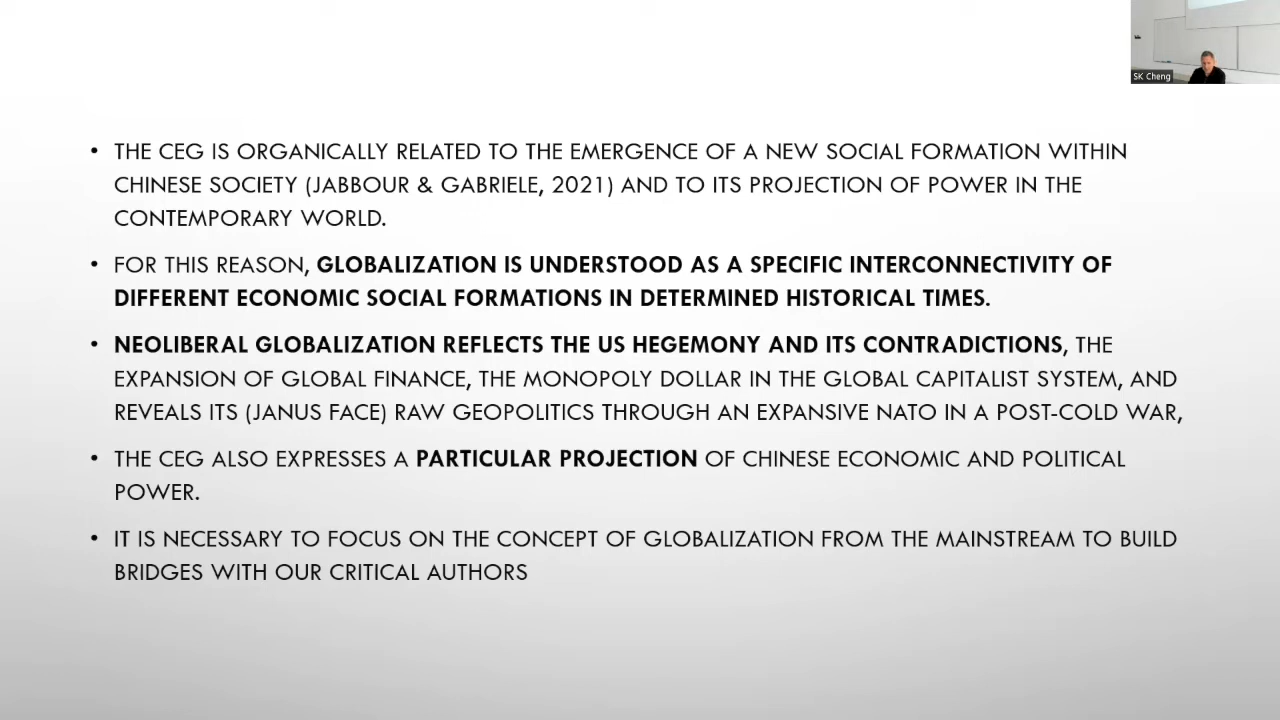 SK Cheng
• THE CEG IS ORGANICALLY RELATED TO THE EMERGENCE OF A NEW SOCIAL FORMATION WITHIN
CHINESE SOCIETY (JABBOUR & GABRIELE, 2021) AND TO ITS PROJECTION OF POWER IN THE
CONTEMPORARY WORLD.
• FOR THIS REASON, GLOBALIZATION IS UNDERSTOOD AS A SPECIFIC INTERCONNECTIVITY OF
DIFFERENT ECONOMIC SOCIAL FORMATIONS IN DETERMINED HISTORICAL TIMES.
• NEOLIBERAL GLOBALIZATION REFLECTS THE US HEGEMONY AND ITS CONTRADICTIONS, THE
EXPANSION OF GLOBAL FINANCE, THE MONOPOLY DOLLAR IN THE GLOBAL CAPITALIST SYSTEM, AND
REVEALS ITS (JANUS FACE) RAW GEOPOLITICS THROUGH AN EXPANSIVE NATO IN A POST-COLD WAR,
• THE CEG ALSO EXPRESSES A PARTICULAR PROJECTION OF CHINESE ECONOMIC AND POLITICAL
POWER.
• IT IS NECESSARY TO FOCUS ON THE CONCEPT OF GLOBALIZATION FROM THE MAINSTREAM TO BUILD
BRIDGES WITH OUR CRITICAL AUTHORS